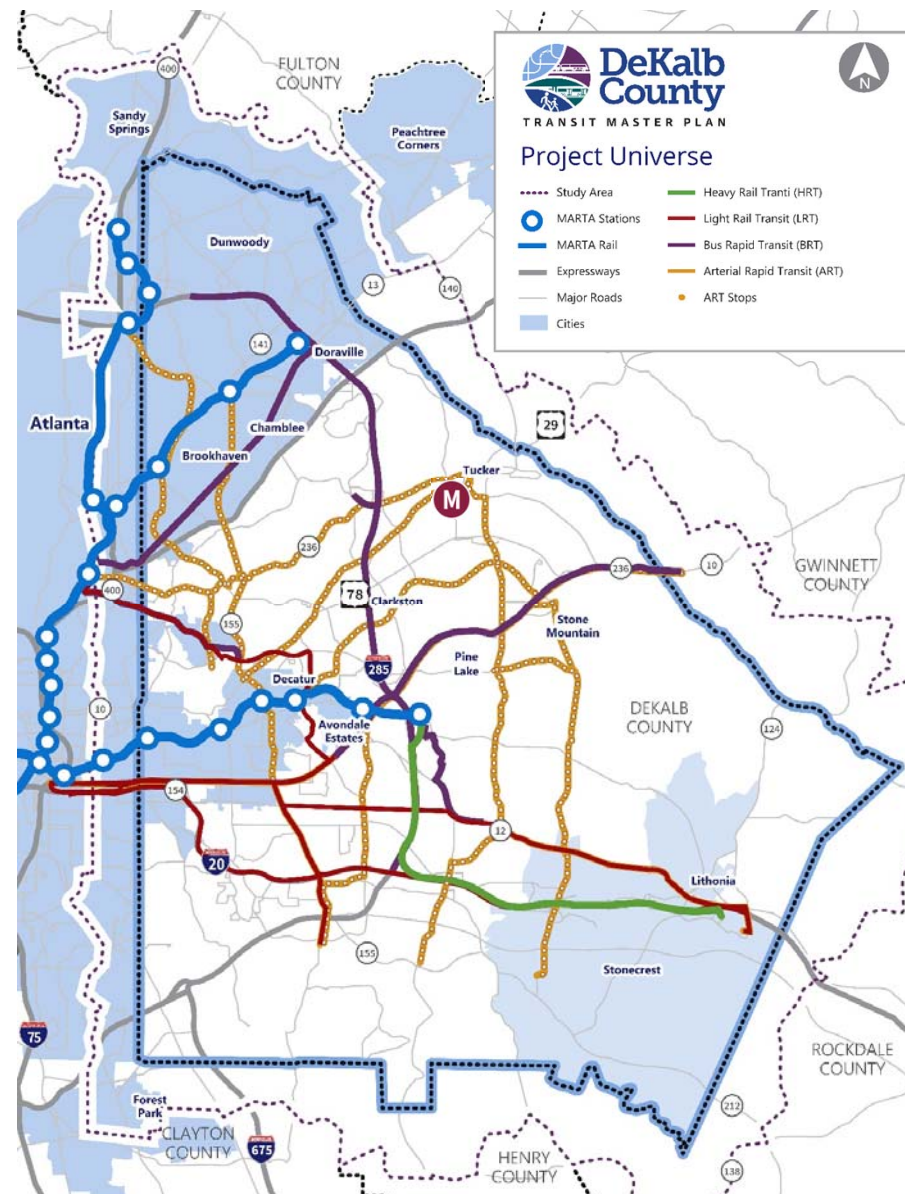 DeKalb
County
TRANSIT MASTER PLAN
N
Project Universe
Study Area
MARTA Stations
MARTA Rail
Expressways
Major Roads
Cities
Heavy Rail Tranti (HRT)
Light Rail Transit (LRT)
Bus Rapid Transit (BRT)
Arterial Rapid Transit (ART)
ART Stops
FULTON
COUNTY
400
Sandy
Springs
Peachtree
Corners
Dunwoody
13
140
141
Doraville
Atlanta
Chamblee
29
Brookhaven
Tucker
M
236
GWINNETT
COUNTY
236
10
400
78
Clarkston
155
Stone
Mountain
Pine
Lake
285
Decatur
10
DEKALB
COUNTY
Avondale
Estates
124
154
12
20
Lithonia
155
Stonecrest
75
ROCKDALE
COUNTY
Forest
Park
212
CLAYTON
COUNTY
675
HENRY
COUNTY
138